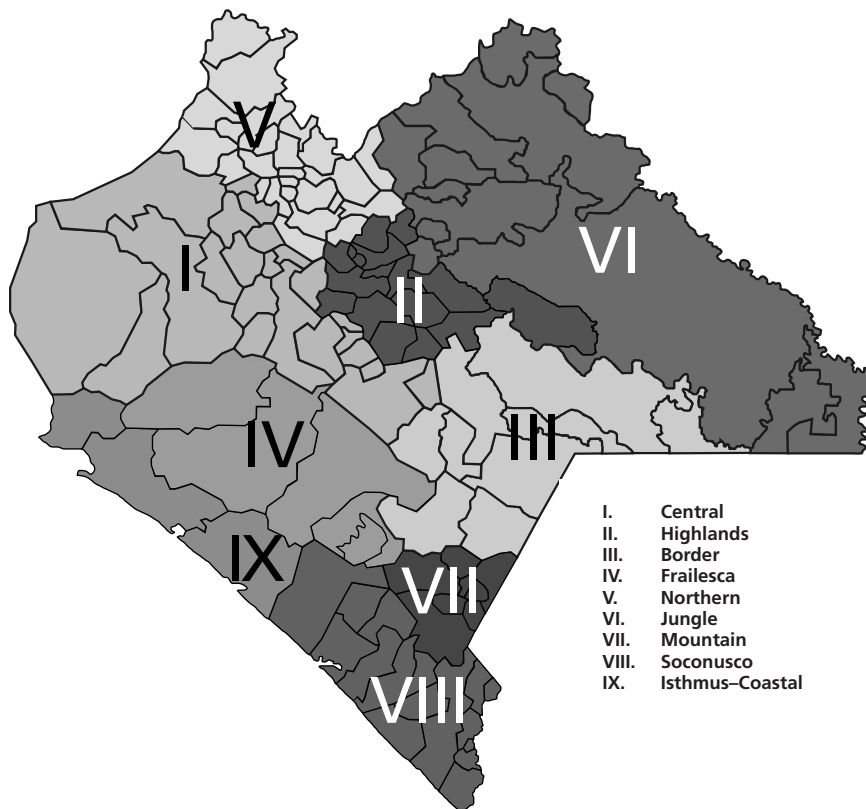 V
VI
I
II
III
IV
IX
VII
VIII
I. Central
II. Highlands
III. Border
IV. Frailesca
V. Northern
VI. Jungle
VII. Mountain
VIII. Soconusco
IX. Isthmus–Coastal